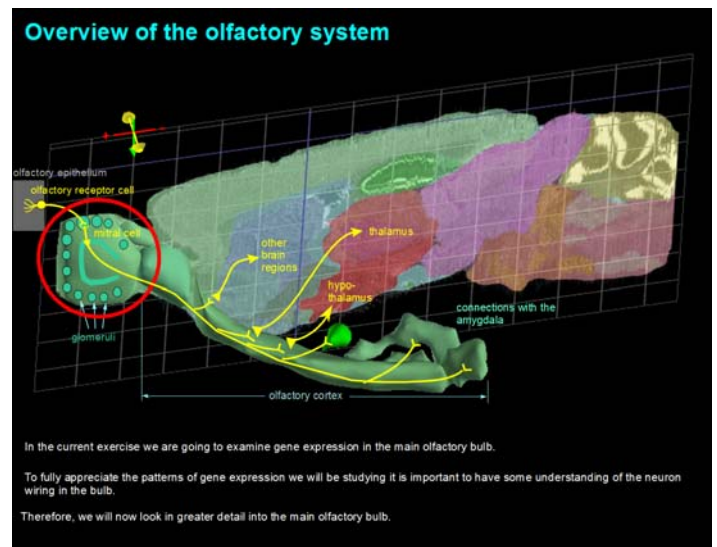 Overview of the olfactory system
olfactory epithelium
olfactory receptor cell
mitral cell
other
brain
regions
thalamus
hypo-
thalamus
connections with the
amygdala
glomeruli
olfactory cortex
In the current exercise we are going to examine gene expression in the main olfactory bulb.
To fully appreciate the patterns of gene expression we will be studying it is important to have some understanding of the neuron
wiring in the bulb.
Therefore, we will now look in greater detail into the main olfactory bulb.